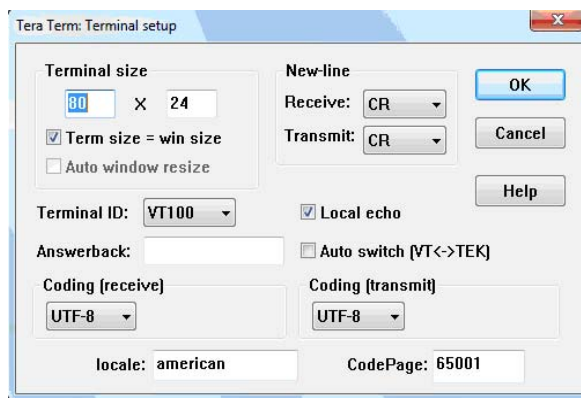 Tera Term: Terminal setup
Terminal size
80 X 24
Term size = win size
Auto window resize
New-line
Receive: CR
Transmit: CR
OK
Cancel
Help
Terminal ID: VT100
Local echo
Answerback:
Auto switch (VT<->TEK)
Coding (receive)
UTF-8
Coding (transmit)
UTF-8
locale: american
CodePage: 65001